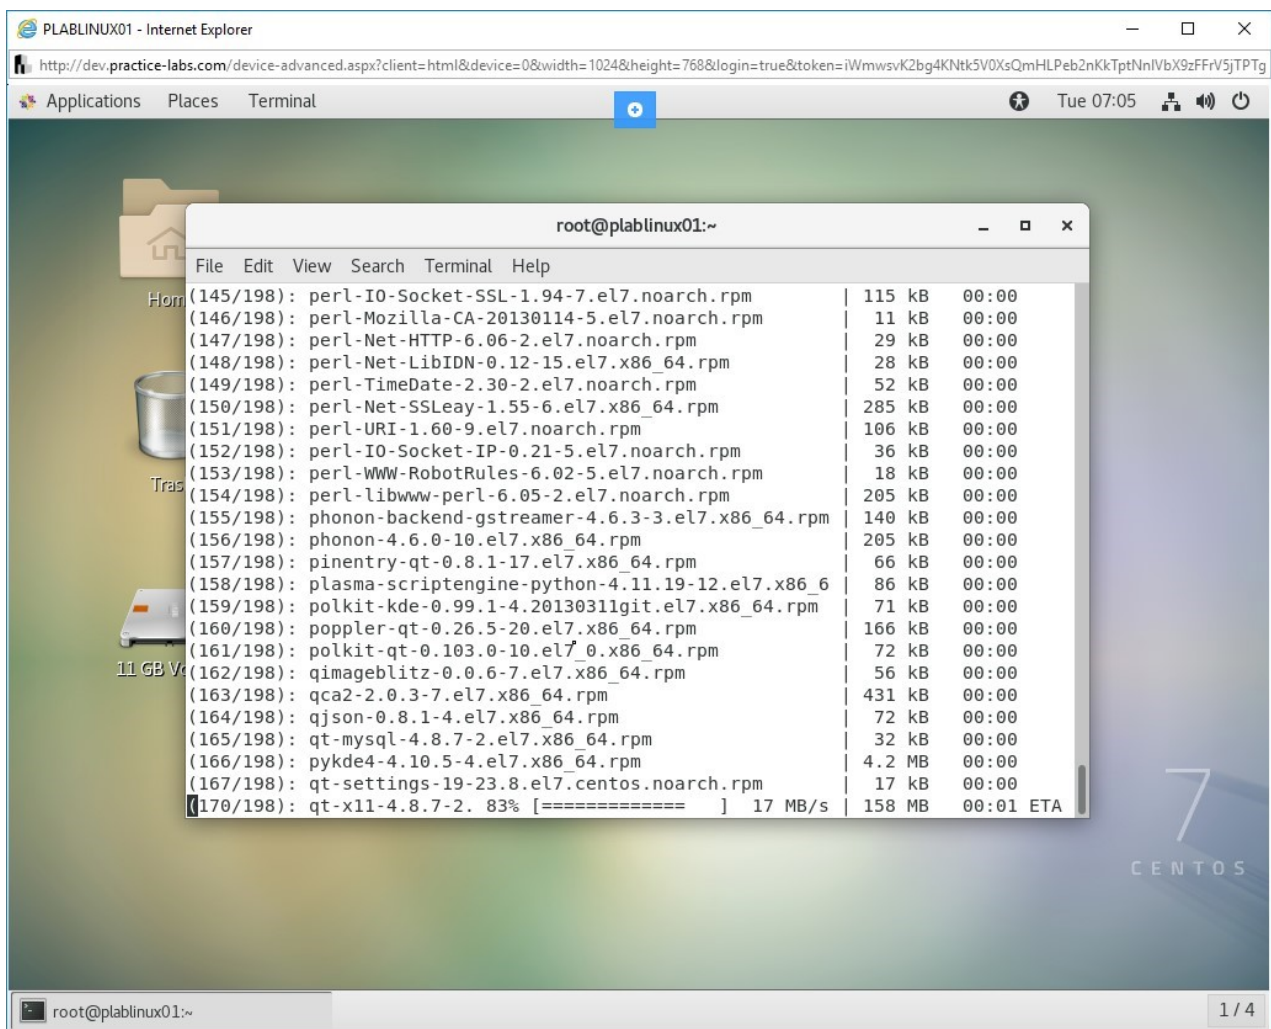 PLABLINUX01 - Internet Explorer
http://dev.practice-labs.com/device-advanced.aspx?client=html&device=0&width=1024&height=768&login=true&token=iWmwsvK2bg4KNtk5V0XsQmHLPeb2nKkTptNnIVbX9zFFrV5jTPTg
Applications Places Terminal Tue 07:05
root@plablinux01:~
File Edit View Search Terminal Help
Hom
Tras
11 GB Vo
(145/198): perl-IO-Socket-SSL-1.94-7.el7.noarch.rpm | 115 kB 00:00
(146/198): perl-Mozilla-CA-20130114-5.el7.noarch.rpm | 11 kB 00:00
(147/198): perl-Net-HTTP-6.06-2.el7.noarch.rpm | 29 kB 00:00
(148/198): perl-Net-LibIDN-0.12-15.el7.x86_64.rpm | 28 kB 00:00
(149/198): perl-TimeDate-2.30-2.el7.noarch.rpm | 52 kB 00:00
(150/198): perl-Net-SSLeay-1.55-6.el7.x86_64.rpm | 285 kB 00:00
(151/198): perl-URI-1.60-9.el7.noarch.rpm | 106 kB 00:00
(152/198): perl-IO-Socket-IP-0.21-5.el7.noarch.rpm | 36 kB 00:00
(153/198): perl-WWW-RobotRules-6.02-5.el7.noarch.rpm | 18 kB 00:00
(154/198): perl-libwww-perl-6.05-2.el7.noarch.rpm | 205 kB 00:00
(155/198): phonon-backend-gstreamer-4.6.3-3.el7.x86_64.rpm | 140 kB 00:00
(156/198): phonon-4.6.0-10.el7.x86_64.rpm | 205 kB 00:00
(157/198): pinentry-qt-0.8.1-17.el7.x86_64.rpm | 66 kB 00:00
(158/198): plasma-scriptengine-python-4.11.19-12.el7.x86_6 | 86 kB 00:00
(159/198): polkit-kde-0.99.1-4.20130311git.el7.x86_64.rpm | 71 kB 00:00
(160/198): poppler-qt-0.26.5-20.el7.x86_64.rpm | 166 kB 00:00
(161/198): polkit-qt-0.103.0-10.el7_0.x86_64.rpm | 72 kB 00:00
(162/198): qimageblitz-0.0.6-7.el7.x86_64.rpm | 56 kB 00:00
(163/198): qca2-2.0.3-7.el7.x86_64.rpm | 431 kB 00:00
(164/198): qjson-0.8.1-4.el7.x86_64.rpm | 72 kB 00:00
(165/198): qt-mysql-4.8.7-2.el7.x86_64.rpm | 32 kB 00:00
(166/198): pykde4-4.10.5-4.el7.x86_64.rpm | 4.2 MB 00:00
(167/198): qt-settings-19-23.8.el7.centos.noarch.rpm | 17 kB 00:00
(170/198): qt-x11-4.8.7-2. 83% [============= ] 17 MB/s | 158 MB 00:01 ETA
7
CENTOS
root@plablinux01:~ 1 / 4